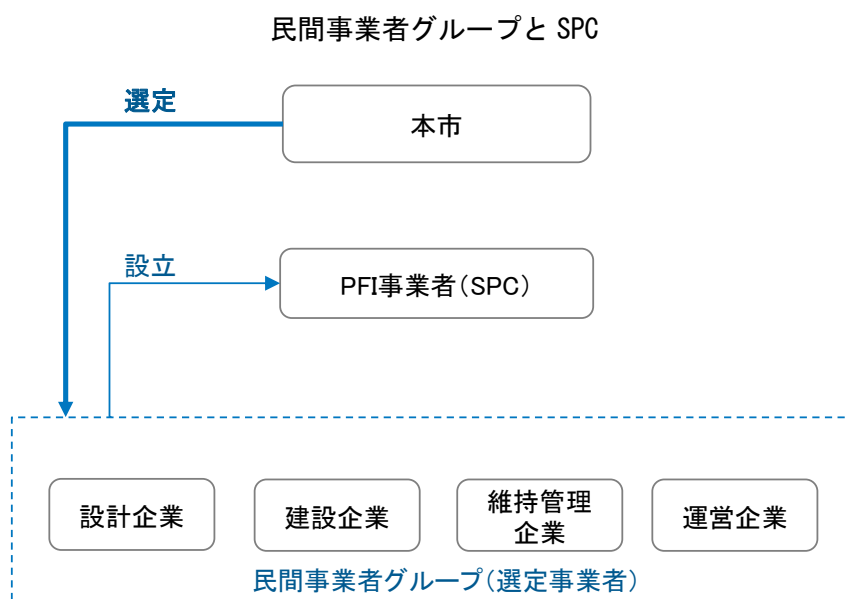 民間事業者グループと SPC
選定
本市
設立
PFI事業者(SPC)
設計企業
建設企業
維持管理
企業
運営企業
民間事業者グループ(選定事業者)